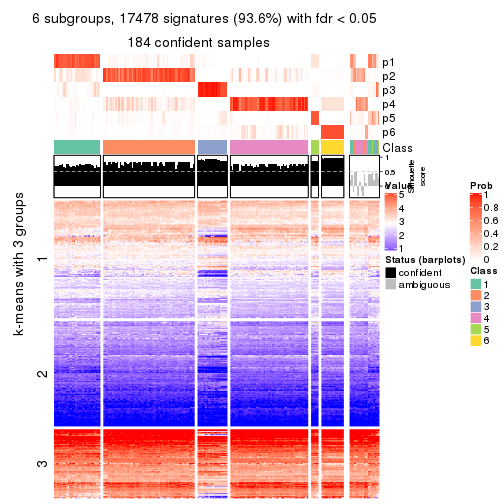 6 subgroups, 17478 signatures (93.6%) with fdr < 0.05
184 confident samples
p1
p2
p3
p4
p5
p6
Class
1
0.5
0
Silhouette
score
k-means with 3 groups
1
2
3
Value
5
4
3
2
1
Status (barplots)
confident
ambiguous
Prob
1
0.8
0.6
0.4
0.2
0
Class
1
2
3
4
5
6